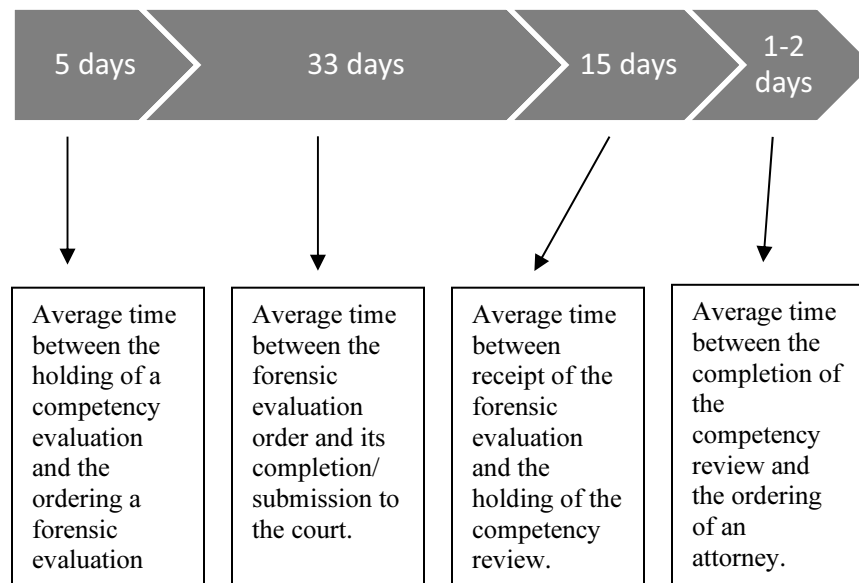 5 days
33 days
15 days
1-2
days
Average time
between the
holding of a
competency
evaluation
and the
ordering a
forensic
evaluation
Average time
between the
forensic
evaluation
order and its
completion/
submission to
the court.
Average time
between
receipt of the
forensic
evaluation
and the
holding of the
competency
review.
Average time
between the
completion of
the
competency
review and
the ordering
of an
attorney.